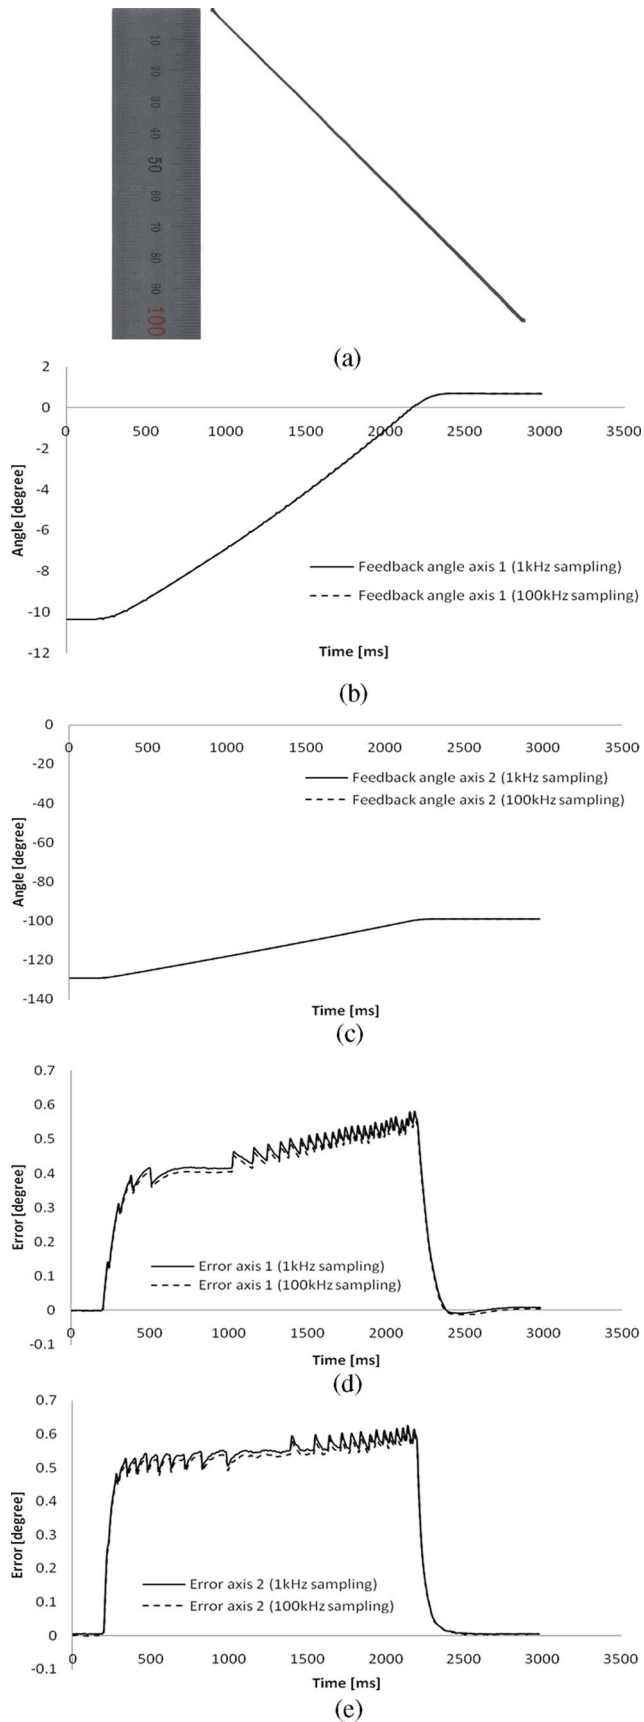 10
20
30
40
50
60
70
80
90
100
(a)
2
0
0 500 1000 1500 2000 2500 3000 3500
-2
-4
-6
-8
-10
-12
Angle [degree]
Feedback angle axis 1 (1kHz sampling)
Feedback angle axis 1 (100kHz sampling)
Time [ms]
(b)
0
0 500 1000 1500 2000 2500 3000 3500
-20
-40
-60
-80
-100
-120
-140
Angle [degree]
Feedback angle axis 2 (1kHz sampling)
Feedback angle axis 2 (100kHz sampling)
Time [ms]
(c)
0.7
0.6
0.5
0.4
0.3
0.2
0.1
0
-0.1
Error [degree]
Error axis 1 (1kHz sampling)
Error axis 1 (100kHz sampling)
0 500 1000 1500 2000 2500 3000 3500
Time [ms]
(d)
0.7
0.6
0.5
0.4
0.3
0.2
0.1
0
-0.1
Error [degree]
Error axis 2 (1kHz sampling)
Error axis 2 (100kHz sampling)
0 500 1000 1500 2000 2500 3000 3500
Time [ms]
(e)